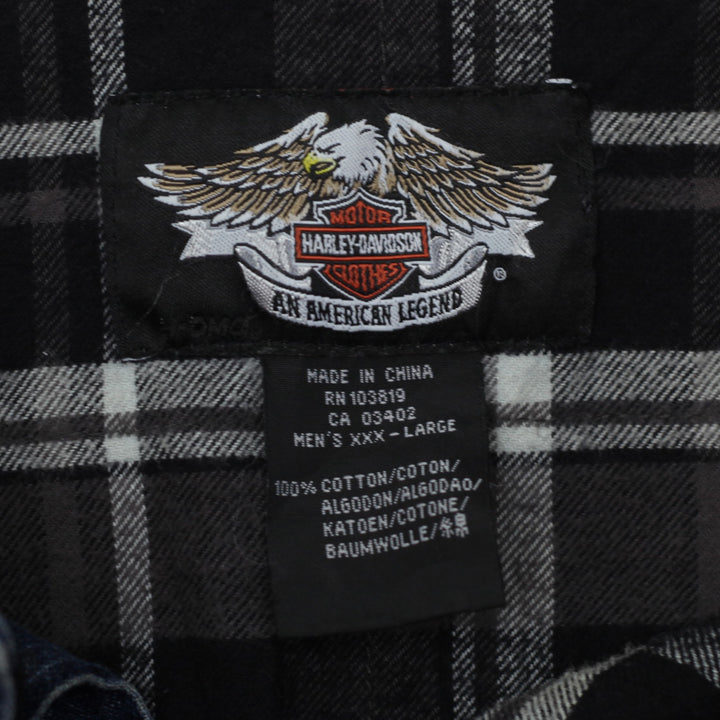 MOTOR
HARLEY-DAVIDSON
CLOTHES
AN AMERICAN LEGEND
®
MADE IN CHINA
RN 103819
CA 03402
MEN'S XXX-LARGE
100% COTTON/COTON/
ALGODON/ALGODAO/
KATOEN/COTONE/
BAUMWOLLE/綿